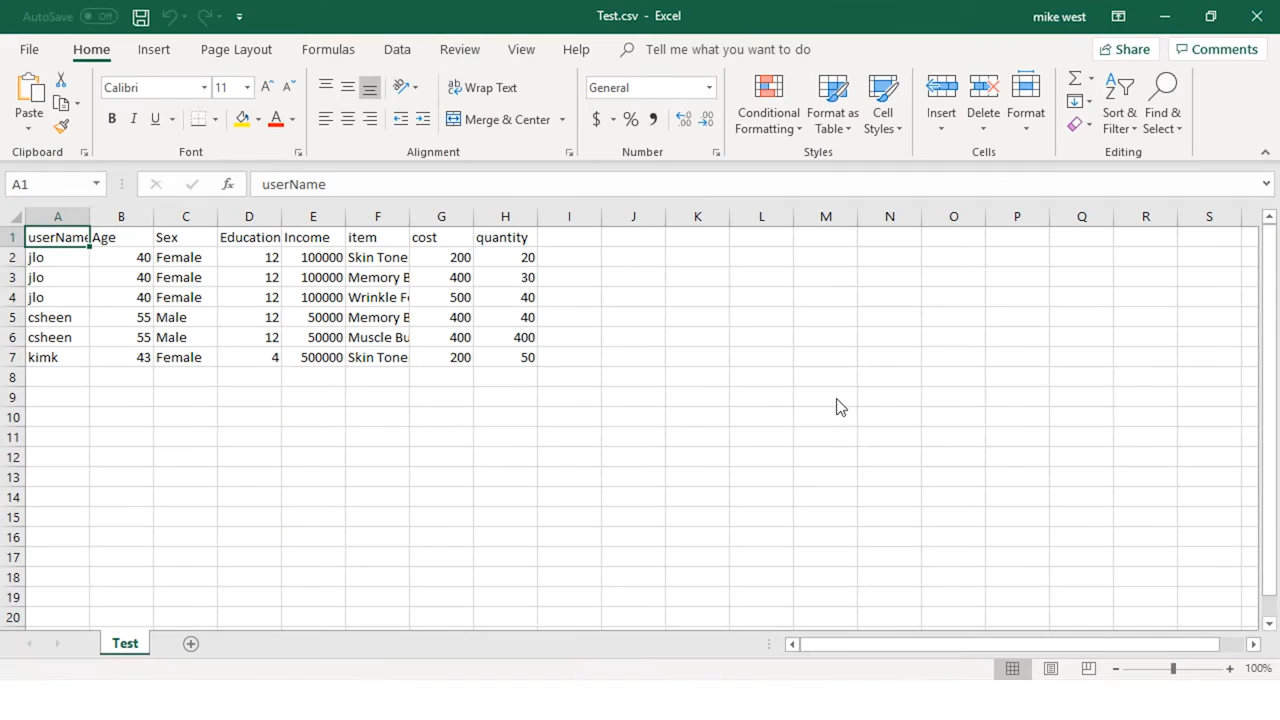 AutoSave Off Test.csv - Excel mike west
File Home Insert Page Layout Formulas Data Review View Help Tell me what you want to do Share Comments
Paste Calibri 11 Wrap Text General Conditional Formatting Format as Table Cell Styles Insert Delete Format Sort & Filter Find & Select
B I U A Merge & Center $ % ,
Clipboard Font Alignment Number Styles Cells Editing
A1 fx userName
A B C D E F G H I J K L M N O P Q R S
1 userName Age Sex Education Income item cost quantity
2 jlo 40 Female 12 100000 Skin Tone 200 20
3 jlo 40 Female 12 100000 Memory B 400 30
4 jlo 40 Female 12 100000 Wrinkle Fo 500 40
5 csheen 55 Male 12 50000 Memory B 400 40
6 csheen 55 Male 12 50000 Muscle Bu 400 400
7 kimk 43 Female 4 500000 Skin Tone 200 50
8
9
10
11
12
13
14
15
16
17
18
19
20
Test
100%